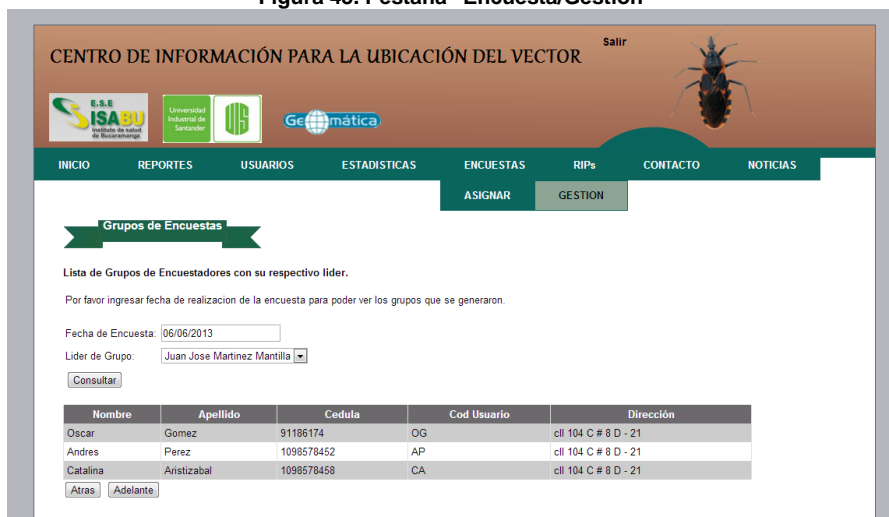 Figura 45. Pestaña "Encuesta/Gestión"
Salir
CENTRO DE INFORMACIÓN PARA LA UBICACIÓN DEL VECTOR
E.S.E
ISABU
Instituto de salud
de Bucaramanga
Universidad
Industrial de
Santander
UIS
Geomática
INICIO REPORTES USUARIOS ESTADISTICAS ENCUESTAS RIPs CONTACTO NOTICIAS
ASIGNAR GESTION
Grupos de Encuestas
Lista de Grupos de Encuestadores con su respectivo lider.
Por favor ingresar fecha de realizacion de la encuesta para poder ver los grupos que se generaron.
Fecha de Encuesta: 06/06/2013
Lider de Grupo: Juan Jose Martinez Mantilla
Consultar
Nombre Apellido Cedula Cod Usuario Dirección
Oscar Gomez 91186174 OG cll 104 C # 8 D - 21
Andres Perez 1098578452 AP cll 104 C # 8 D - 21
Catalina Aristizabal 1098578458 CA cll 104 C # 8 D - 21
Atras Adelante